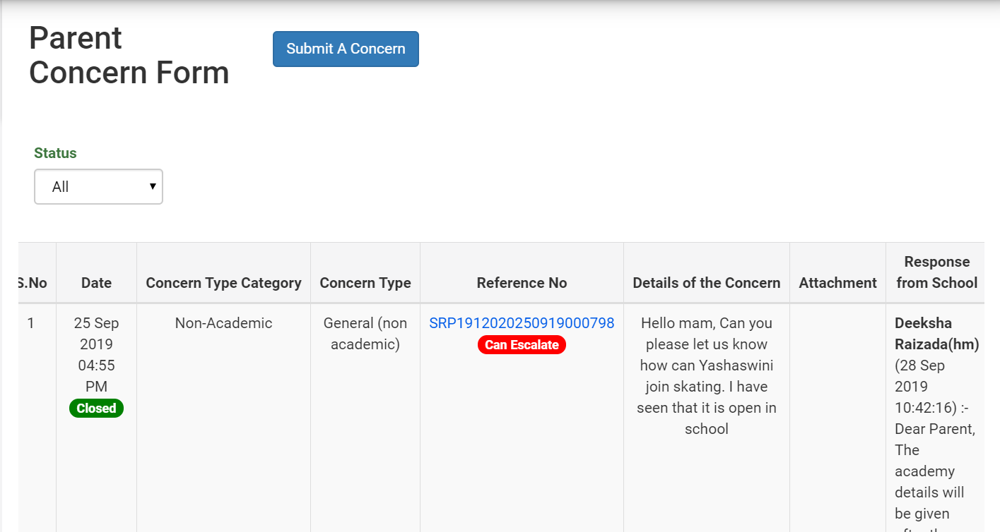 Parent
Concern Form
Submit A Concern
Status
All
S.No
Date
Concern Type Category
Concern Type
Reference No
Details of the Concern
Attachment
Response
from School
1
25 Sep
2019
04:55
PM
Closed
Non-Academic
General (non
academic)
SRP1912020250919000798
Can Escalate
Hello mam, Can you
please let us know
how can Yashaswini
join skating. I have
seen that it is open in
school
Deeksha
Raizada(hm)
(28 Sep
2019
10:42:16) :-
Dear Parent,
The
academy
details will
be given